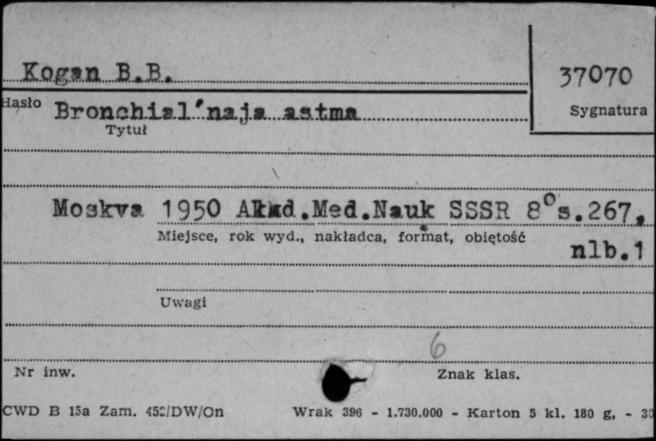 Kogan B.B.
37070
Hasło Bronchial'naja astma
Sygnatura
Tytuł
Moskva 1950 Akad.Med.Nauk SSSR 8°s.267,
Miejsce, rok wyd., nakładca, format, objętość
nlb.1
Uwagi
6
Nr inw.
Znak klas.
CWD B 15a Zam. 452/DW/On Wrak 396 - 1.730.000 - Karton 5 kl. 180 g. - 30